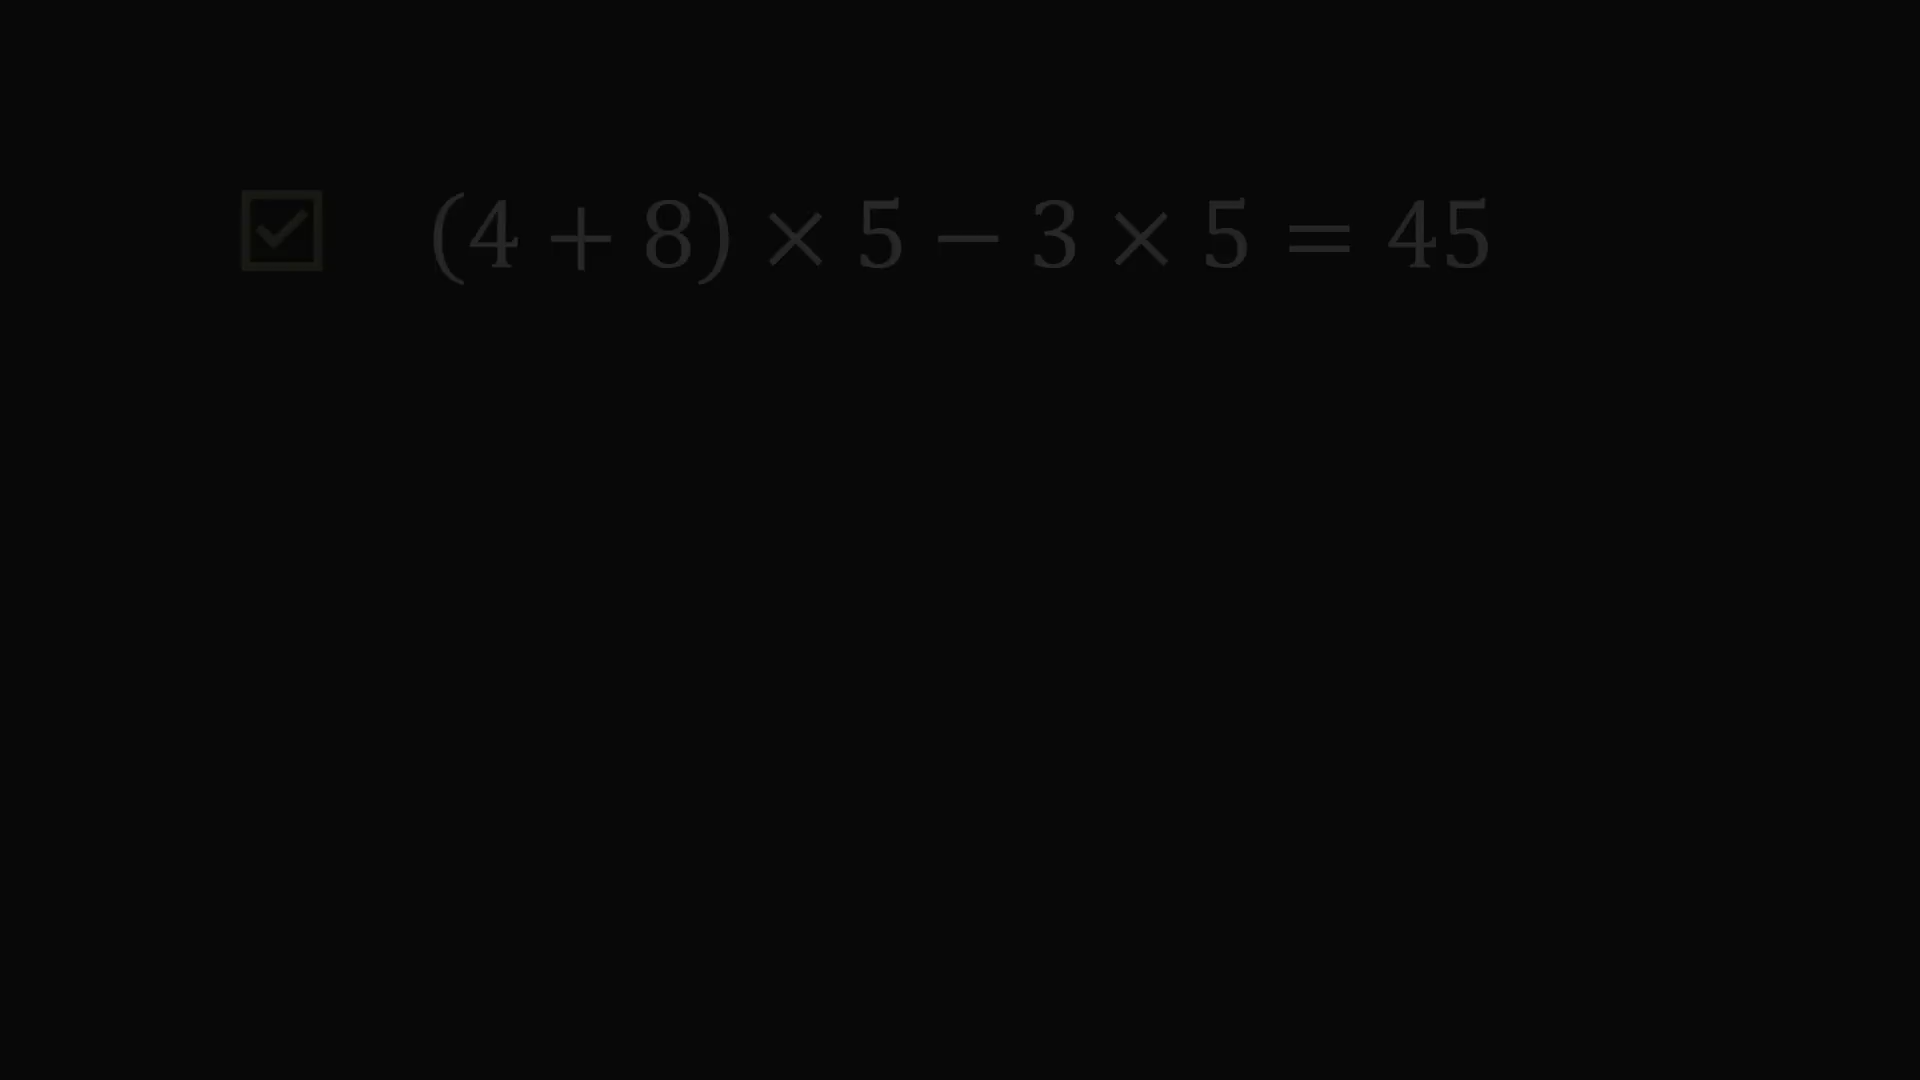 (4 + 8) × 5 − 3 × 5 = 45